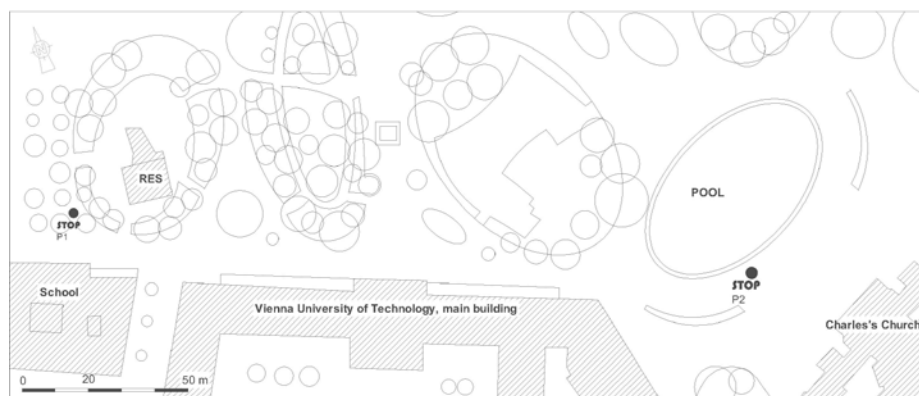 RES
POOL
STOP
P1
STOP
P2
School
Vienna University of Technology, main building
Charles's Church
0 20 50 m